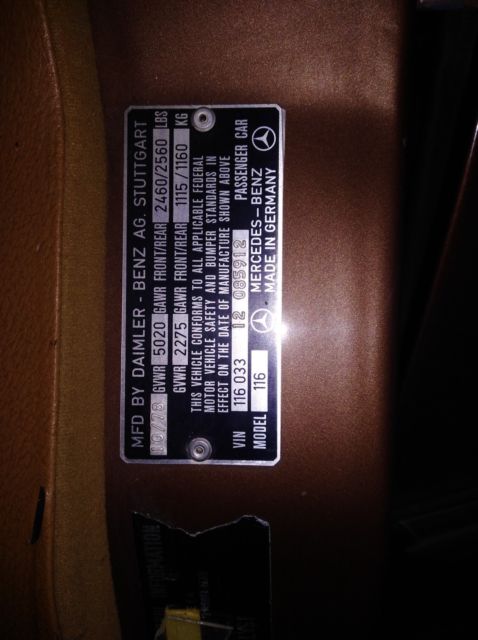 MFD BY DAIMLER - BENZ AG. STUTTGART
GVWR 5020 GAWR FRONT/REAR 2460/2560 LBS
GVWR 2275 GAWR FRONT/REAR 1115/1160 KG
THIS VEHICLE CONFORMS TO ALL APPLICABLE FEDERAL
MOTOR VEHICLE SAFETY AND BUMPER STANDARDS IN
EFFECT ON THE DATE OF MANUFACTURE SHOWN ABOVE
VIN 116 033 12 085912 PASSENGER CAR
MODEL 116 MERCEDES-BENZ
MADE IN GERMANY
INFORMATION